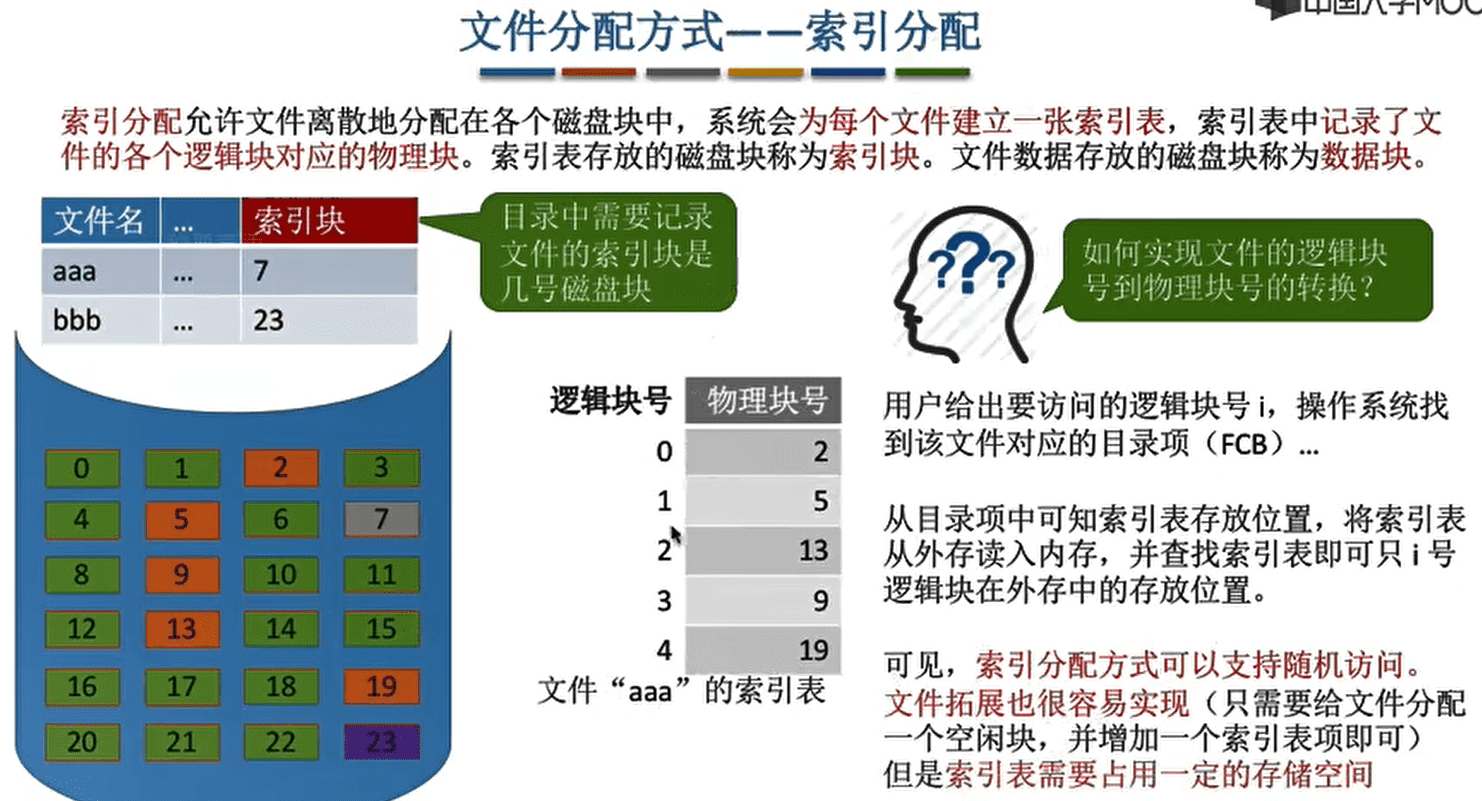 中国大学MOO
文件分配方式——索引分配
索引分配允许文件离散地分配在各个磁盘块中，系统会为每个文件建立一张索引表，索引表中记录了文
件的各个逻辑块对应的物理块。索引表存放的磁盘块称为索引块。文件数据存放的磁盘块称为数据块。
文件名 ... 索引块
aaa ... 7
bbb ... 23
目录中需要记录
文件的索引块是
几号磁盘块
???
如何实现文件的逻辑块
号到物理块号的转换？
0 1 2 3
4 5 6 7
8 9 10 11
12 13 14 15
16 17 18 19
20 21 22 23
逻辑块号 物理块号
0 2
1 5
2 13
3 9
4 19
文件“aaa”的索引表
用户给出要访问的逻辑块号 i，操作系统找
到该文件对应的目录项（FCB）...
从目录项中可知索引表存放位置，将索引表
从外存读入内存，并查找索引表即可只 i 号
逻辑块在外存中的存放位置。
可见，索引分配方式可以支持随机访问。
文件拓展也很容易实现（只需要给文件分配
一个空闲块，并增加一个索引表项即可）
但是索引表需要占用一定的存储空间